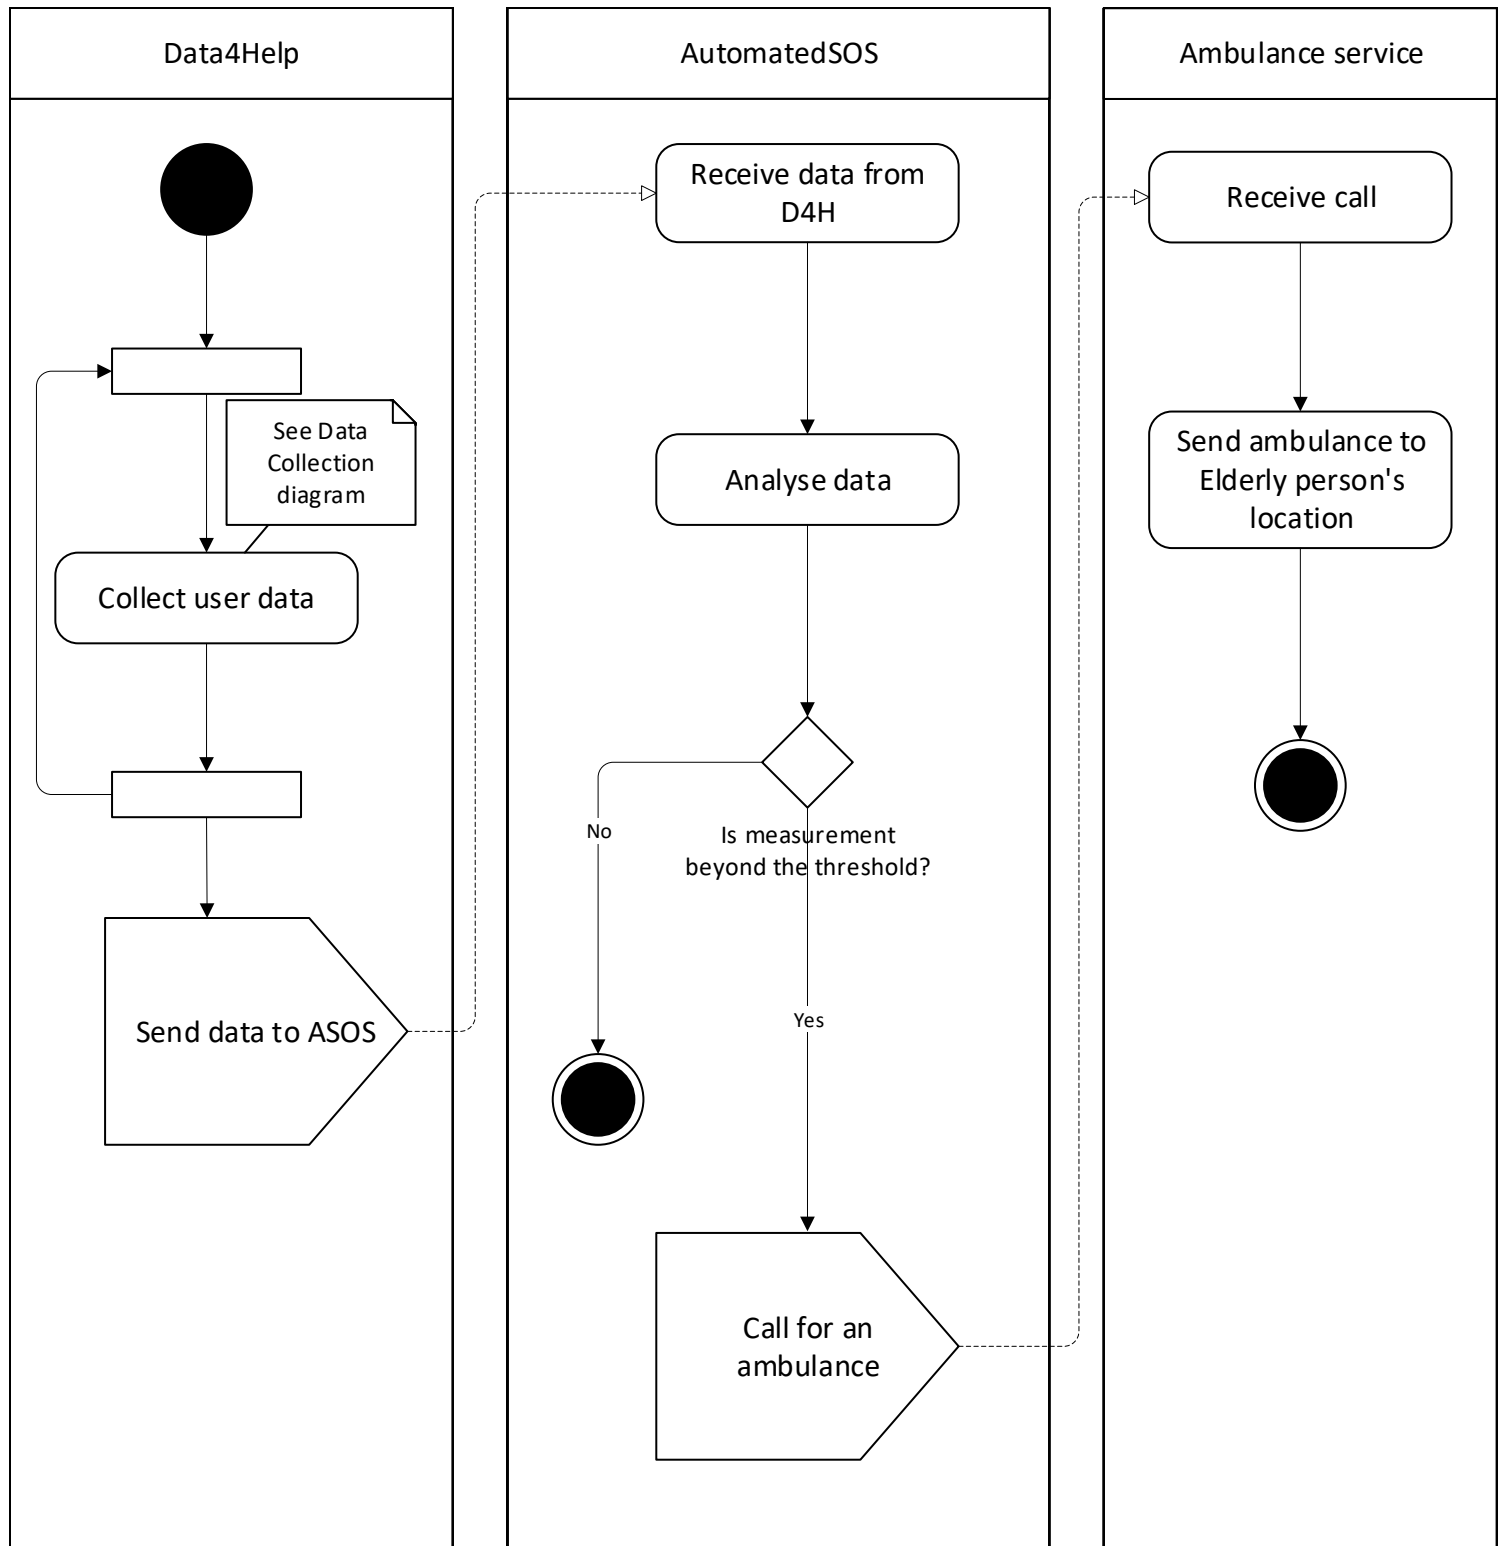 Data4Help
AutomatedSOS
Ambulance service
See Data
Collection
diagram
Collect user data
Send data to ASOS
Receive data from
D4H
Analyse data
Is measurement
beyond the threshold?
No
Yes
Call for an
ambulance
Receive call
Send ambulance to
Elderly person's
location